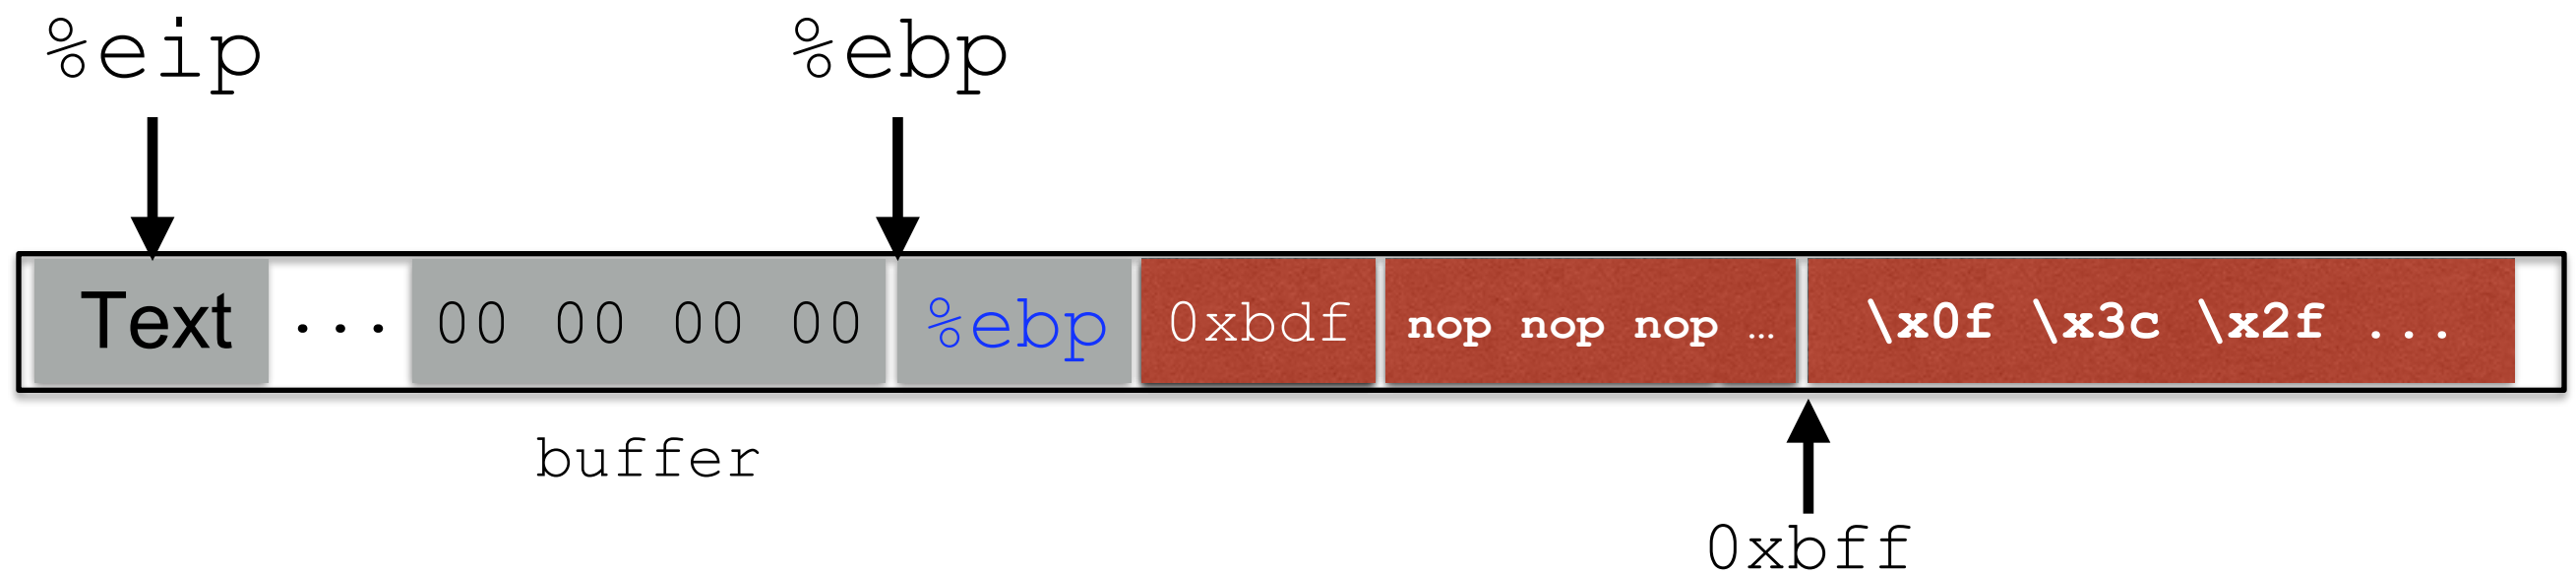 %eip %ebp
Text ... 00 00 00 00 %ebp 0xbdf nop nop nop … \x0f \x3c \x2f ...
buffer
0xbff